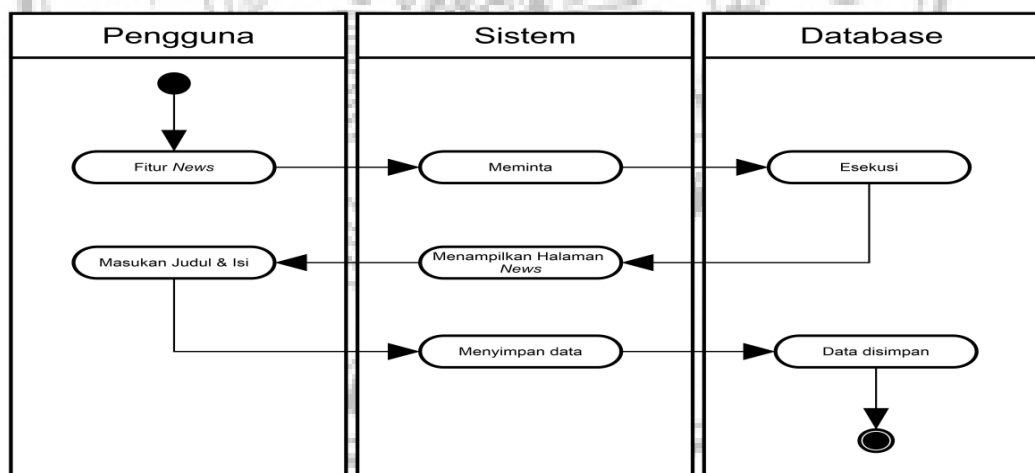 Pengguna
Sistem
Database
Fitur News
Meminta
Esekusi
Masukan Judul & Isi
Menampilkan Halaman
News
Menyimpan data
Data disimpan